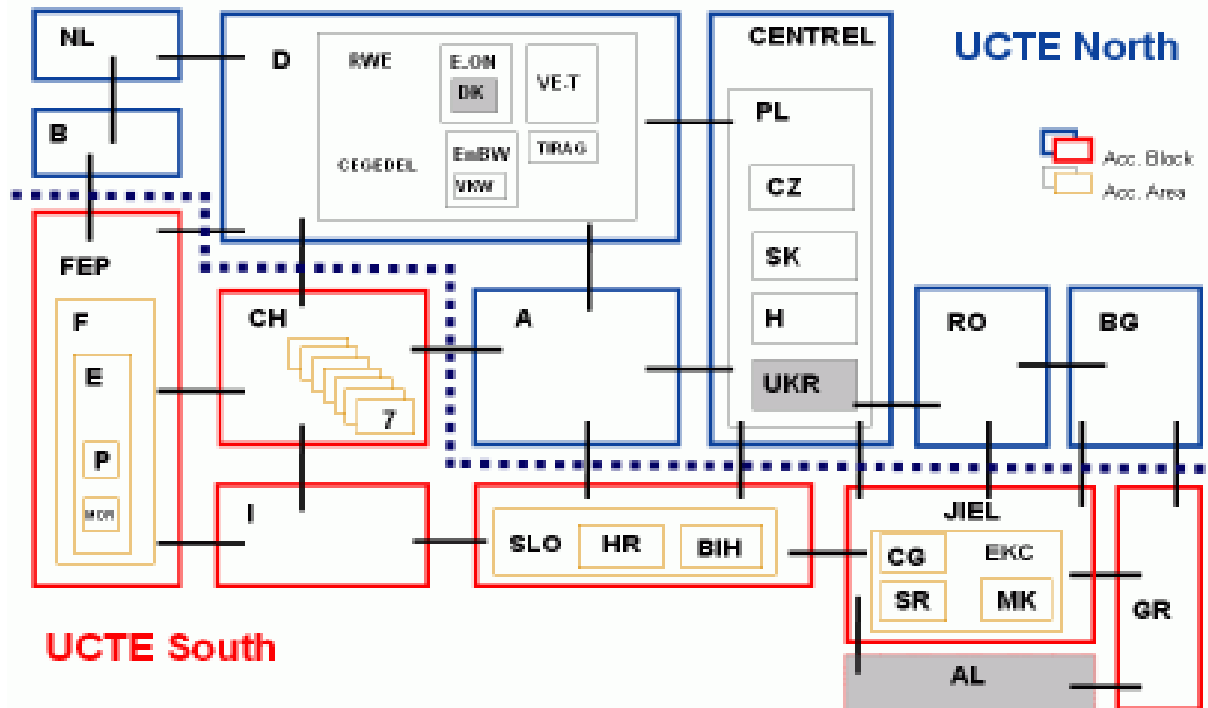 NL
D
RWE
E.ON
DK
VE-T
CENTREL
UCTE North
B
CEGEDEL
EnBW
VKW
TIRAG
PL
CZ
SK
H
UKR
Acc. Block
Acc. Area
FEP
F
E
P
MOR
CH
7
A
RO
BG
I
SLO
HR
BIH
JIEL
CG
EKC
SR
MK
GR
AL
UCTE South